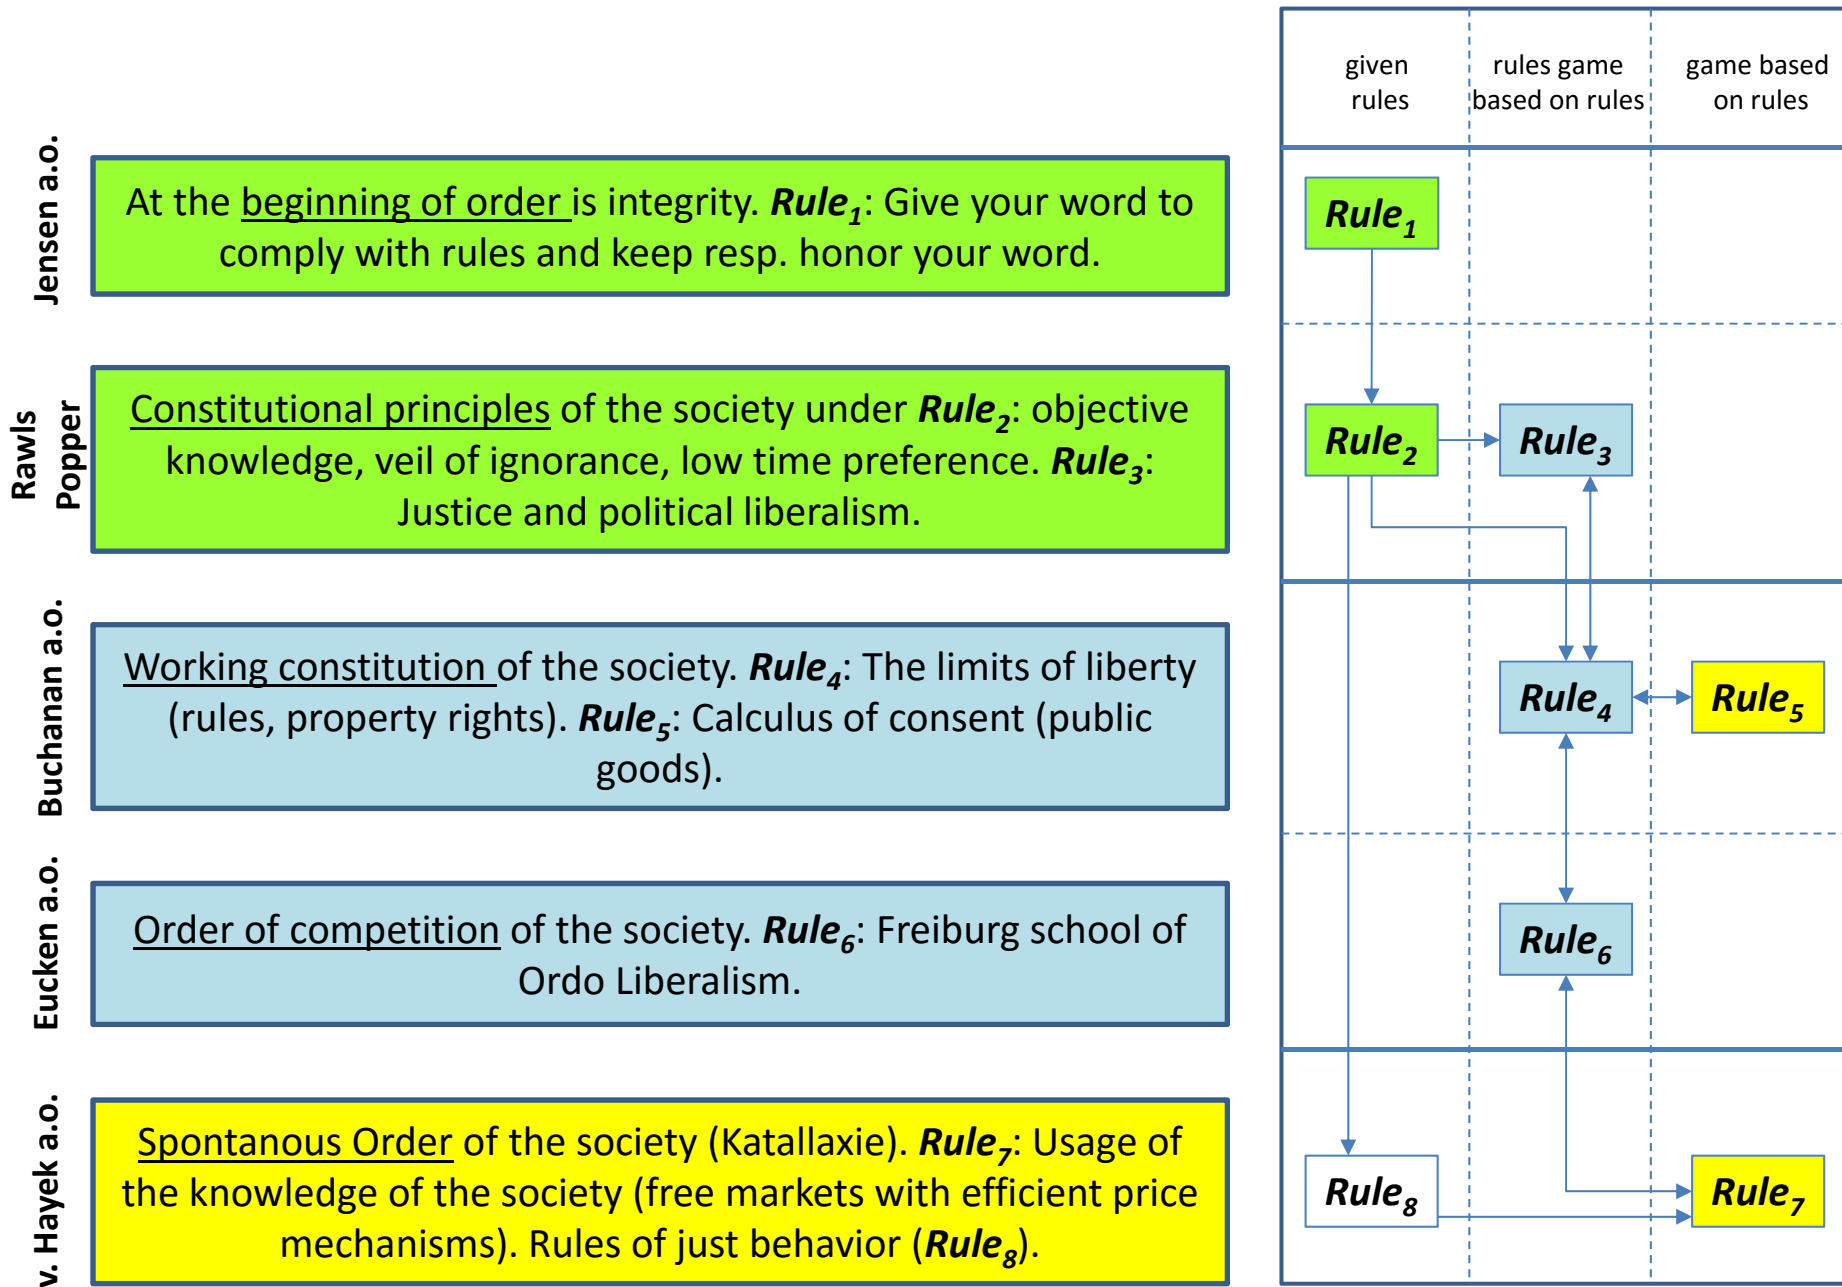 given
rules
rules game
based on rules
game based
on rules
Jensen a.o.
At the beginning of order is integrity. Rule1: Give your word to
comply with rules and keep resp. honor your word.
Rule1
Rawls
Popper
Constitutional principles of the society under Rule2: objective
knowledge, veil of ignorance, low time preference. Rule3:
Justice and political liberalism.
Rule2
Rule3
Buchanan a.o.
Working constitution of the society. Rule4: The limits of liberty
(rules, property rights). Rule5: Calculus of consent (public
goods).
Rule4
Rule5
Eucken a.o.
Order of competition of the society. Rule6: Freiburg school of
Ordo Liberalism.
Rule6
v. Hayek a.o.
Spontanous Order of the society (Katallaxie). Rule7: Usage of
the knowledge of the society (free markets with efficient price
mechanisms). Rules of just behavior (Rule8).
Rule8
Rule7